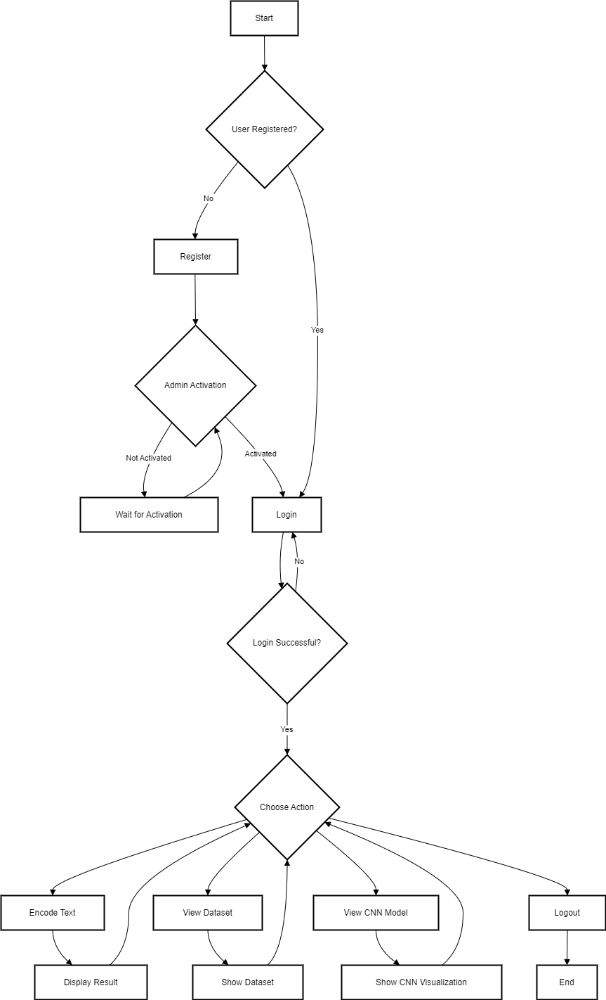 Start
User Registered?
No
Register
Yes
Admin Activation
Not Activated
Activated
Wait for Activation
Login
No
Login Successful?
Yes
Choose Action
Encode Text
View Dataset
View CNN Model
Logout
Display Result
Show Dataset
Show CNN Visualization
End